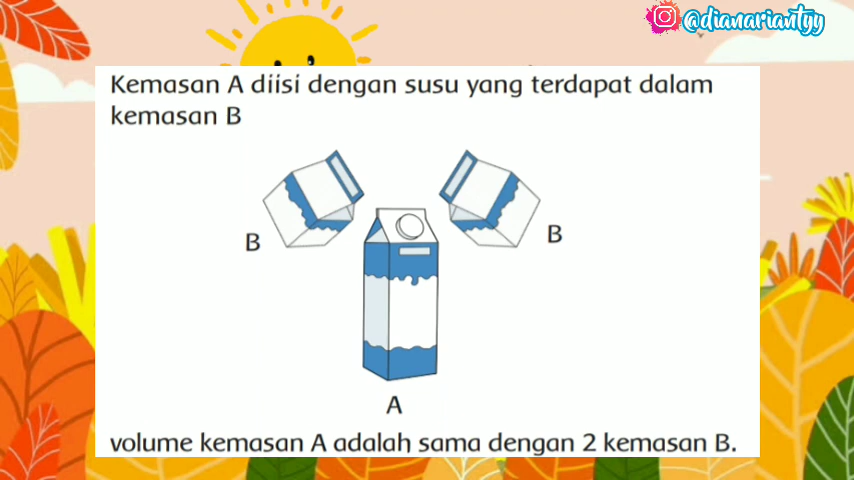 @dianariantyy
Kemasan A diisi dengan susu yang terdapat dalam
kemasan B
B
B
A
volume kemasan A adalah sama dengan 2 kemasan B.